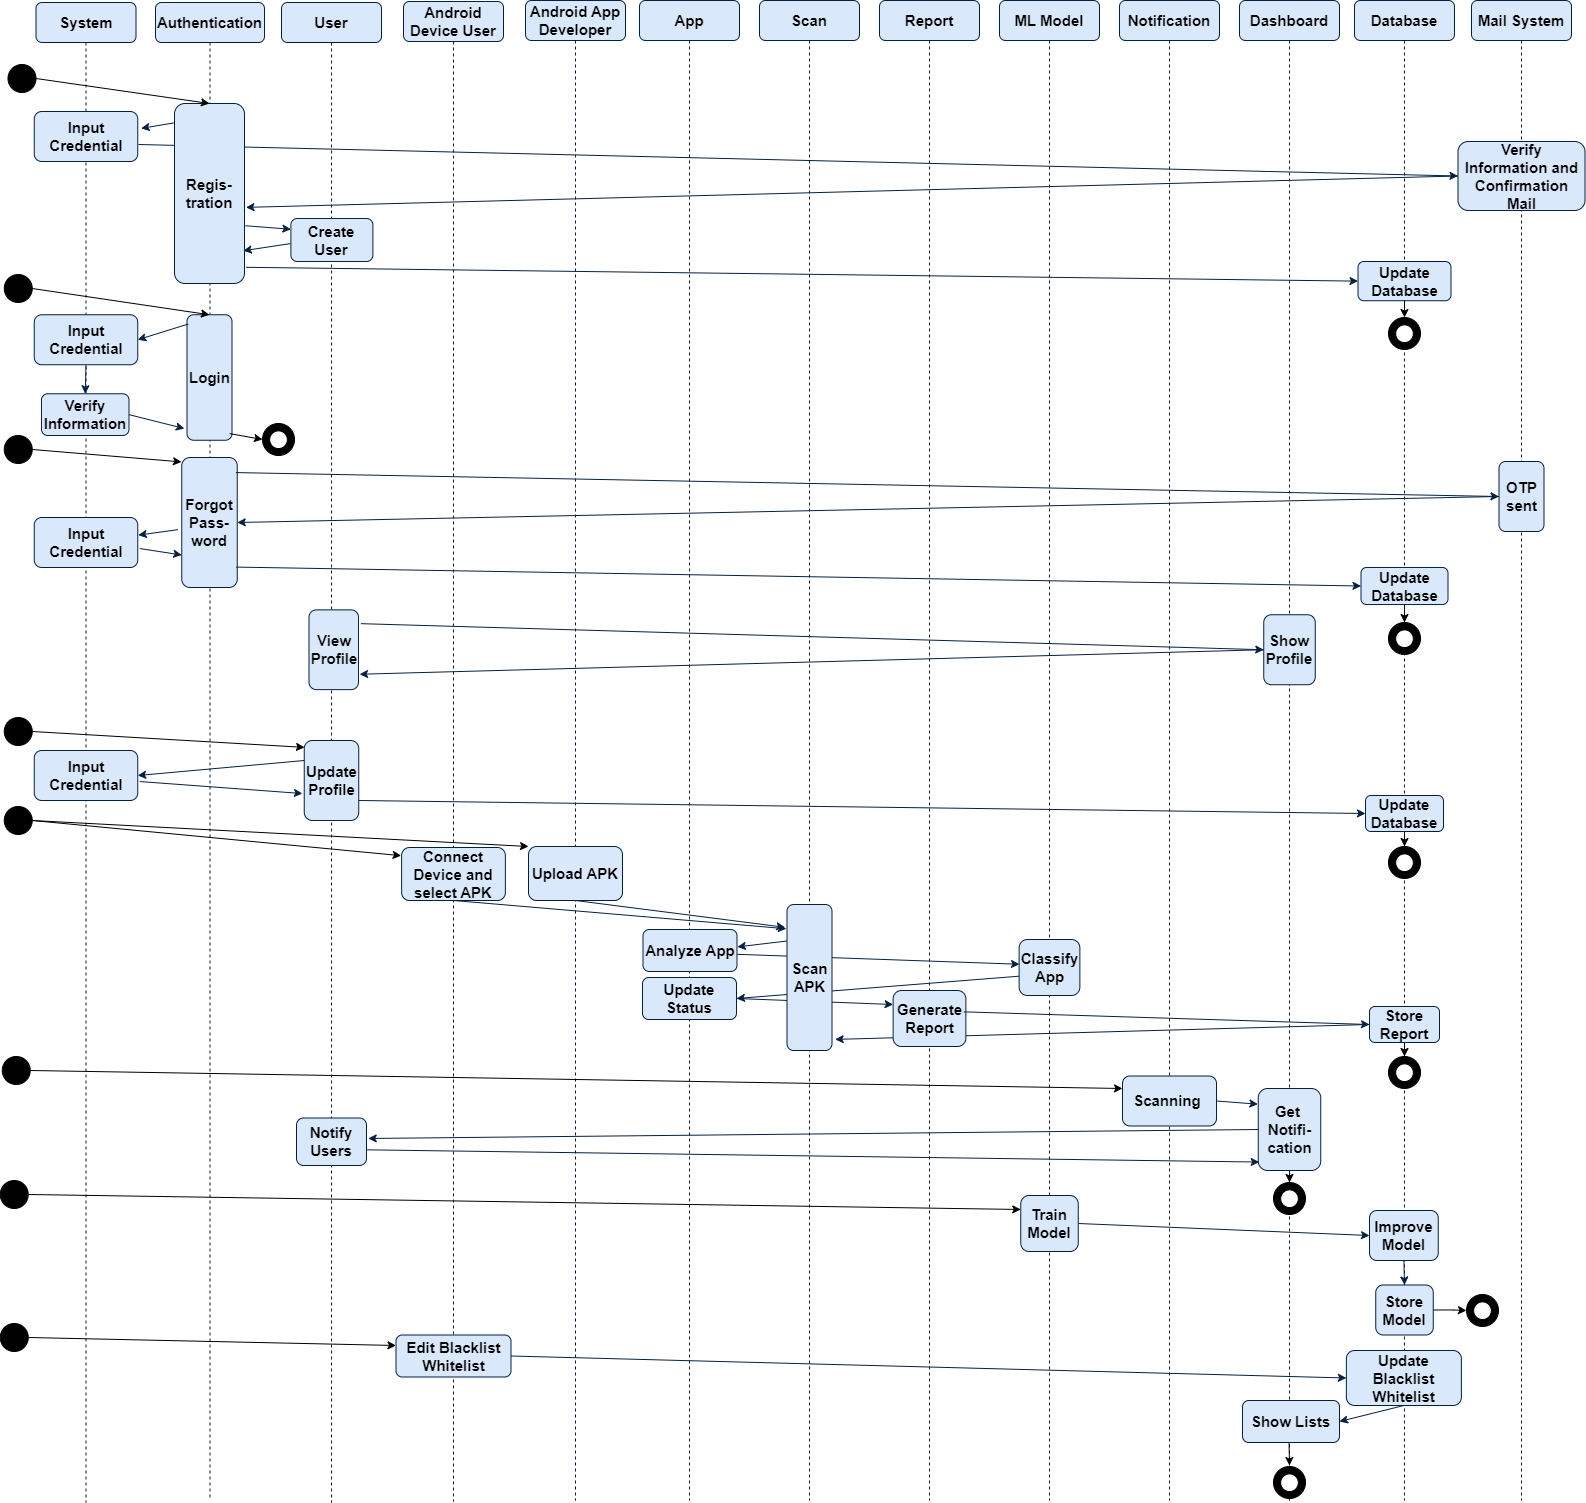 System
Authentication
User
Android
Device User
Android App
Developer
App
Scan
Report
ML Model
Notification
Dashboard
Database
Mail System
Input
Credential
Regis-
tration
Verify
Information and
Confirmation
Mail
Create
User
Update
Database
Input
Credential
Login
Verify
Information
Forgot
Pass-
word
OTP
sent
Input
Credential
Update
Database
View
Profile
Show
Profile
Input
Credential
Update
Profile
Update
Database
Connect
Device and
select APK
Upload APK
Scan
APK
Analyze App
Classify
App
Update
Status
Generate
Report
Store
Report
Scanning
Get
Notifi-
cation
Notify
Users
Train
Model
Improve
Model
Store
Model
Edit Blacklist
Whitelist
Update
Blacklist
Whitelist
Show Lists